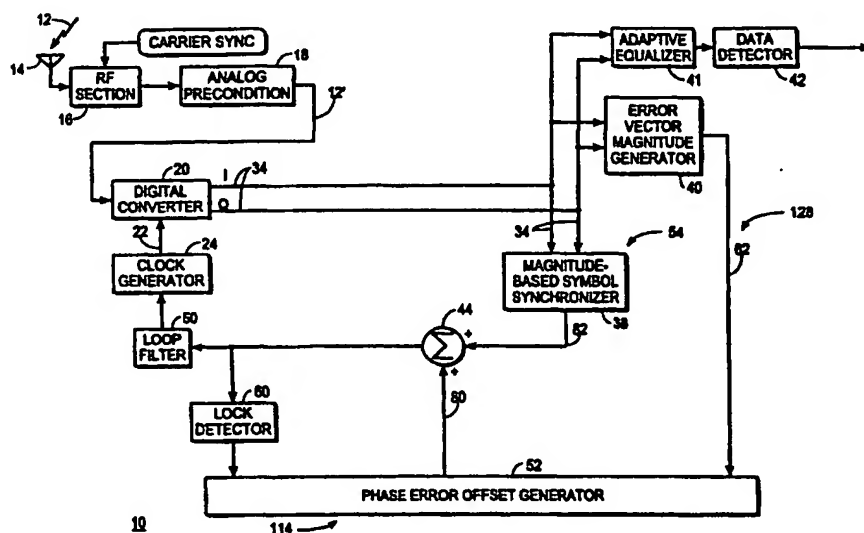 12
CARRIER SYNC
14
RF
SECTION
16
18
ANALOG
PRECONDITION
12'
ADAPTIVE
EQUALIZER
41
DATA
DETECTOR
42
ERROR
VECTOR
MAGNITUDE
GENERATOR
40
20
DIGITAL
CONVERTER
I
Q
34
22
24
CLOCK
GENERATOR
34
54
128
62
MAGNITUDE-
BASED SYMBOL
SYNCHRONIZER
38
44
+
Σ
+
82
50
LOOP
FILTER
60
LOCK
DETECTOR
80
52
PHASE ERROR OFFSET GENERATOR
10
114